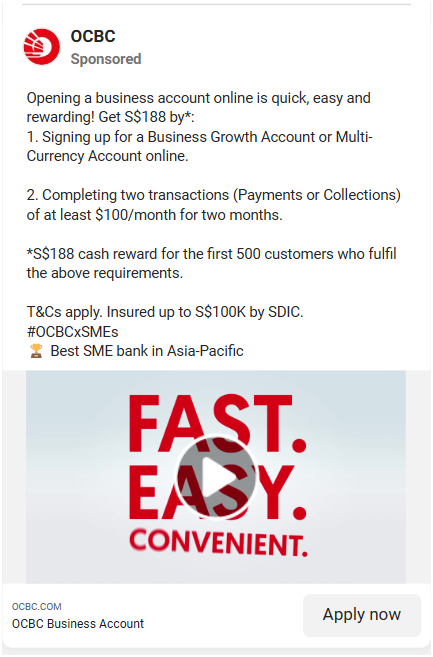 OCBC
Sponsored
Opening a business account online is quick, easy and
rewarding! Get S$188 by*:
1. Signing up for a Business Growth Account or Multi-
Currency Account online.
2. Completing two transactions (Payments or Collections)
of at least $100/month for two months.
*S$188 cash reward for the first 500 customers who fulfil
the above requirements.
T&Cs apply. Insured up to S$100K by SDIC.
#OCBCxSMEs
🏆 Best SME bank in Asia-Pacific
FAST.
EASY.
CONVENIENT.
OCBC.COM
OCBC Business Account
Apply now